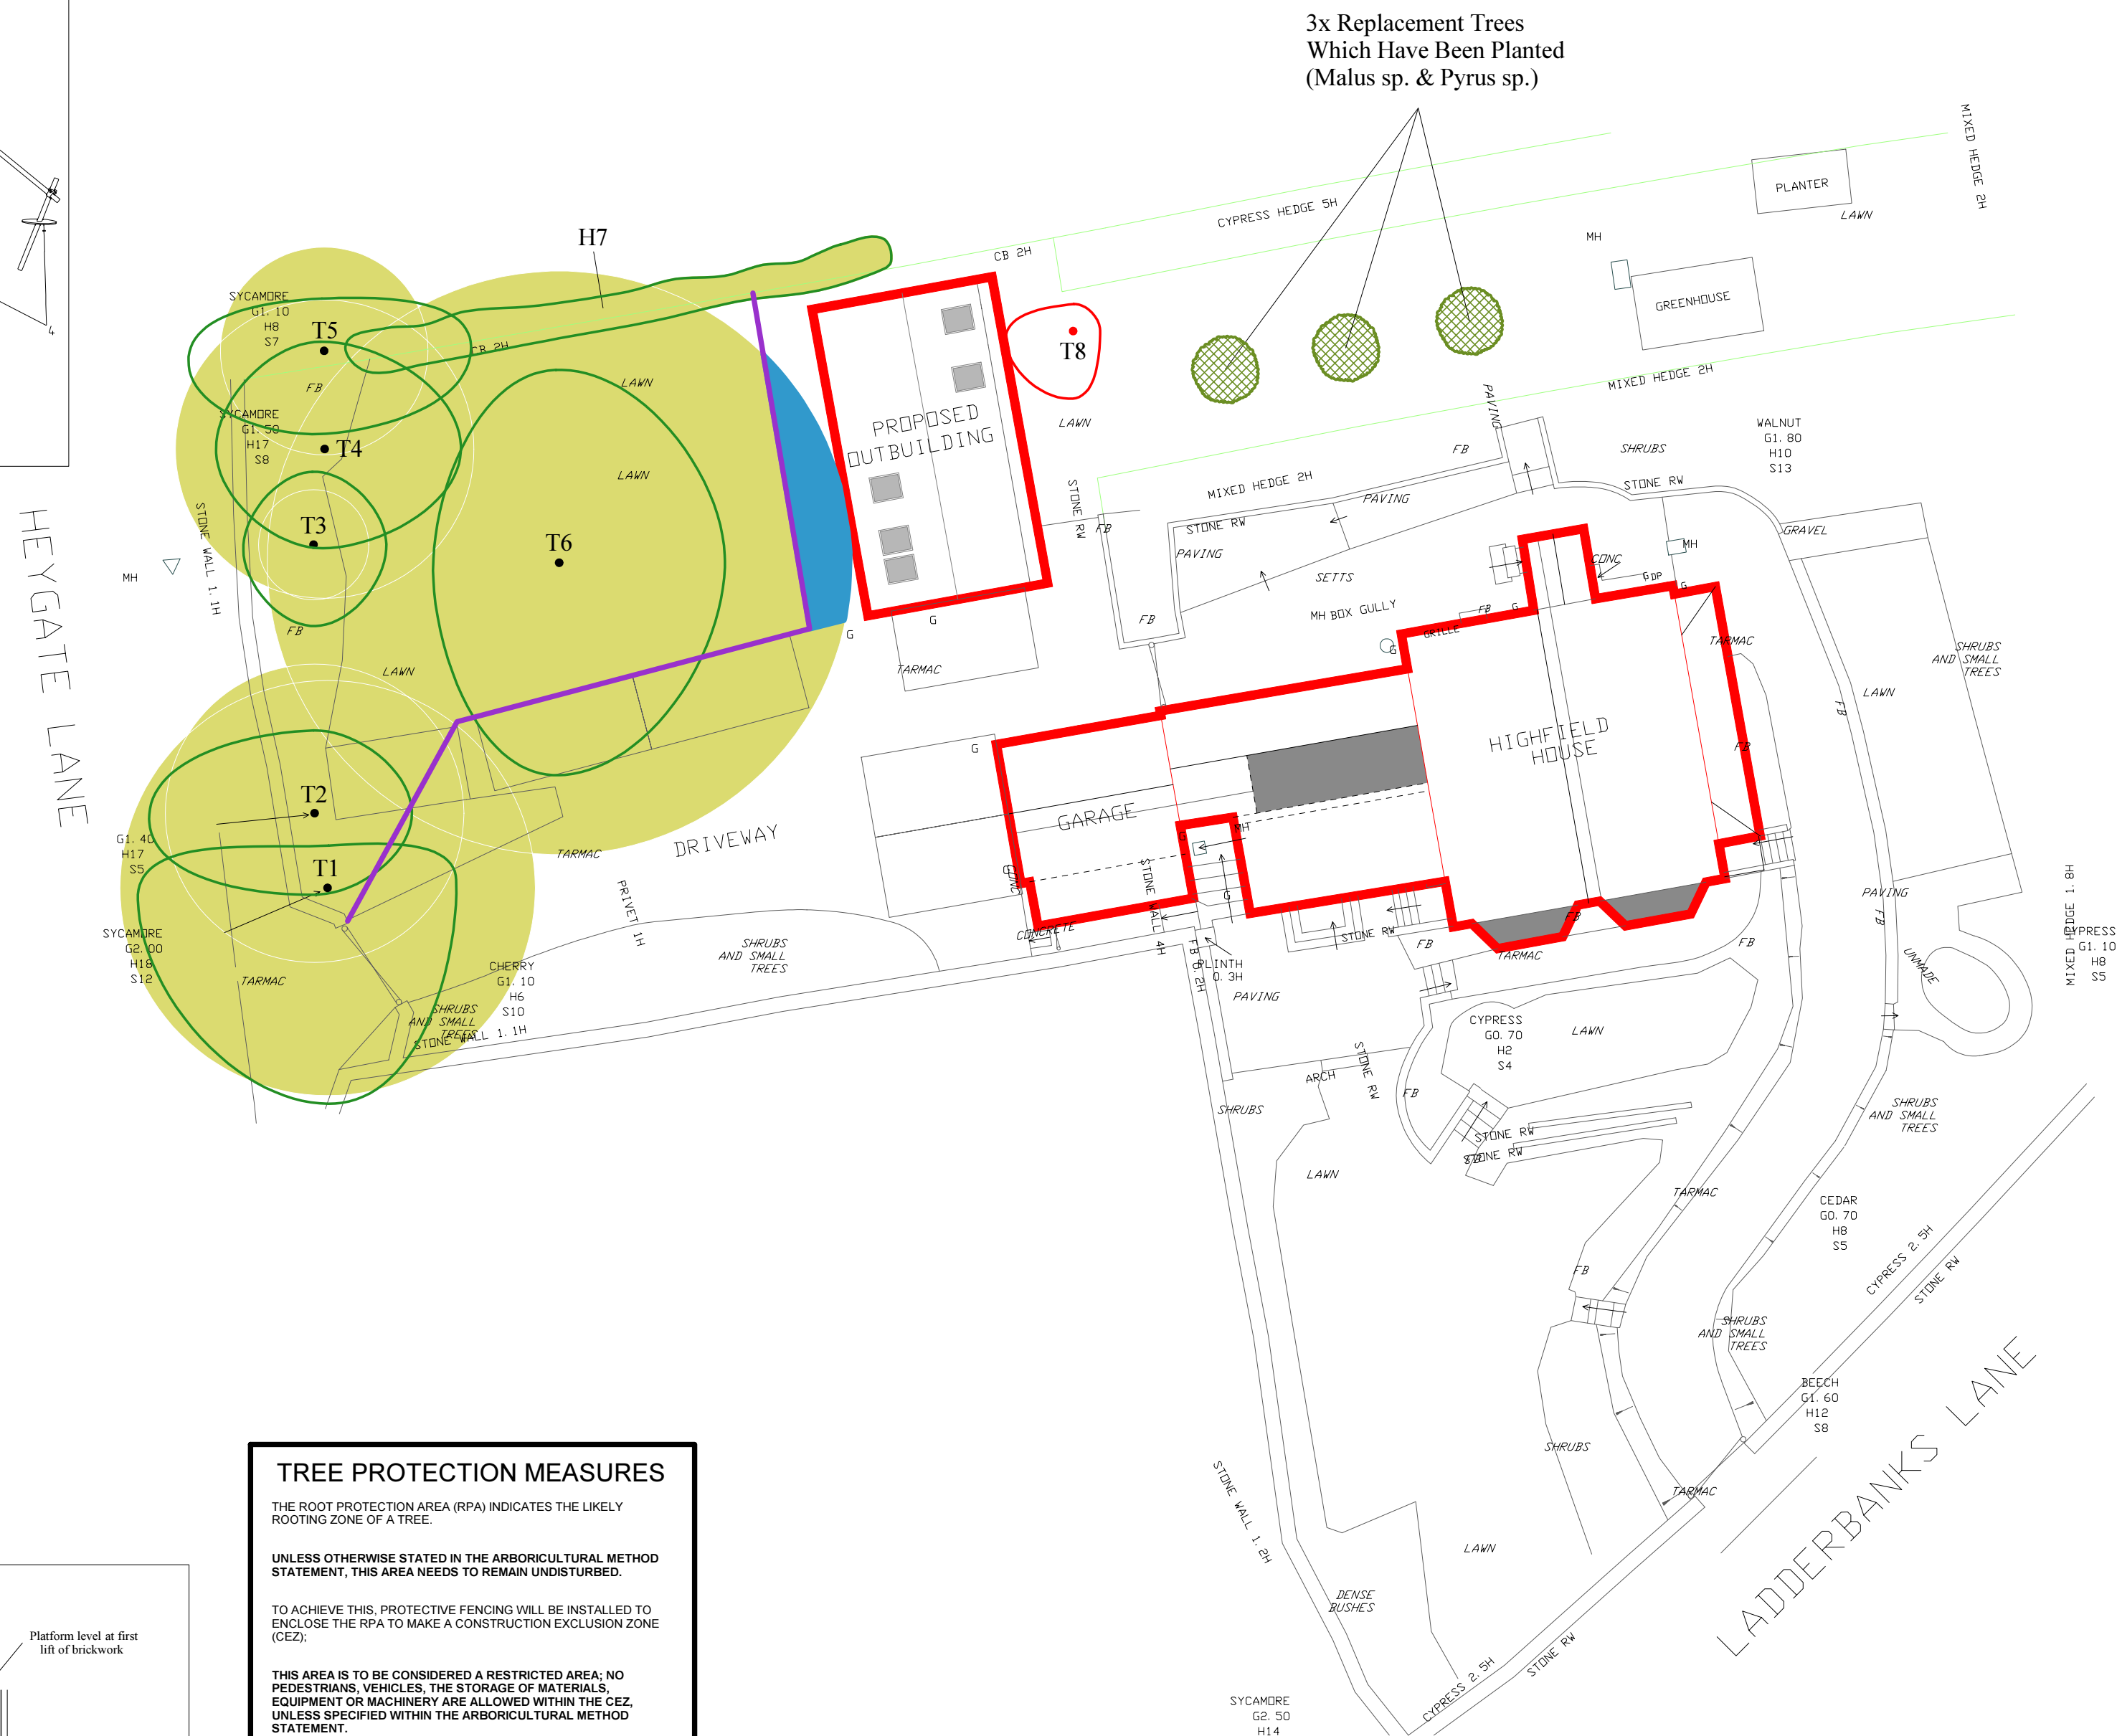 3x Replacement Trees
Which Have Been Planted
(Malus sp. & Pyrus sp.)
MIXED HEDGE 2H
PLANTER
LAWN
CYPRESS HEDGE 5H
MH
CB 2H
GREENHOUSE
H7
4
SYCAMORE
G1. 10
H8
S7
T5
CB 2H
FB
LAWN
T8
LAWN
PROPOSED
OUTBUILDING
MIXED HEDGE 2H
PAVING
SYCAMORE
G1. 50
H17
S8
T4
LAWN
WALNUT
G1. 80
H10
S13
SHRUBS
FB
STONE RW
MIXED HEDGE 2H
PAVING
STONE RW
FB
STONE RW
PAVING
GRAVEL
HEYGATE LANE
STONE WALL 1. 1H
T3
T6
MH
MH
CONC
G DP
G
SETTS
MH BOX GULLY
FB
G
GRILLE
G
FB
FB
G
G
TARMAC
LAWN
TARMAC
SHRUBS
AND SMALL
TREES
LAWN
FB
HIGHFIELD
HOUSE
FB
G
T2
GARAGE
G
MH
DRIVEWAY
TARMAC
G1. 40
H17
S5
T1
CONC
STONE WALL 4H
G
PRIVET 1H
PAVING
FB
MIXED HEDGE 1. 8H
SYCAMORE
G2. 00
H18
S12
TARMAC
CHERRY
G1. 10
H6
S10
SHRUBS
AND SMALL
TREES
STONE WALL 1. 1H
SHRUBS
AND SMALL
TREES
CONCRETE
FB 0. 2H
PLINTH
0. 3H
PAVING
STONE RW
FB
FB
TARMAC
FB
UNMADE
CYPRESS
G1. 10
H8
S5
CYPRESS
G0. 70
H2
S4
LAWN
STONE RW
ARCH
FB
SHRUBS
STONE RW
STONE RW
FB
SHRUBS
AND SMALL
TREES
LAWN
TARMAC
CEDAR
G0. 70
H8
S5
CYPRESS 2. 5H
STONE RW
FB
SHRUBS
AND SMALL
TREES
BEECH
G1. 60
H12
S8
SHRUBS
TARMAC
LADDERBANKS LANE
STONE WALL 1. 2H
LAWN
DENSE
BUSHES
CYPRESS 2. 5H
STONE RW
SYCAMORE
G2. 50
H14
TREE PROTECTION MEASURES
THE ROOT PROTECTION AREA (RPA) INDICATES THE LIKELY
ROOTING ZONE OF A TREE.
UNLESS OTHERWISE STATED IN THE ARBORICULTURAL METHOD
STATEMENT, THIS AREA NEEDS TO REMAIN UNDISTURBED.
TO ACHIEVE THIS, PROTECTIVE FENCING WILL BE INSTALLED TO
ENCLOSE THE RPA TO MAKE A CONSTRUCTION EXCLUSION ZONE
(CEZ);
THIS AREA IS TO BE CONSIDERED A RESTRICTED AREA; NO
PEDESTRIANS, VEHICLES, THE STORAGE OF MATERIALS,
EQUIPMENT OR MACHINERY ARE ALLOWED WITHIN THE CEZ,
UNLESS SPECIFIED WITHIN THE ARBORICULTURAL METHOD
STATEMENT.
Platform level at first
lift of brickwork